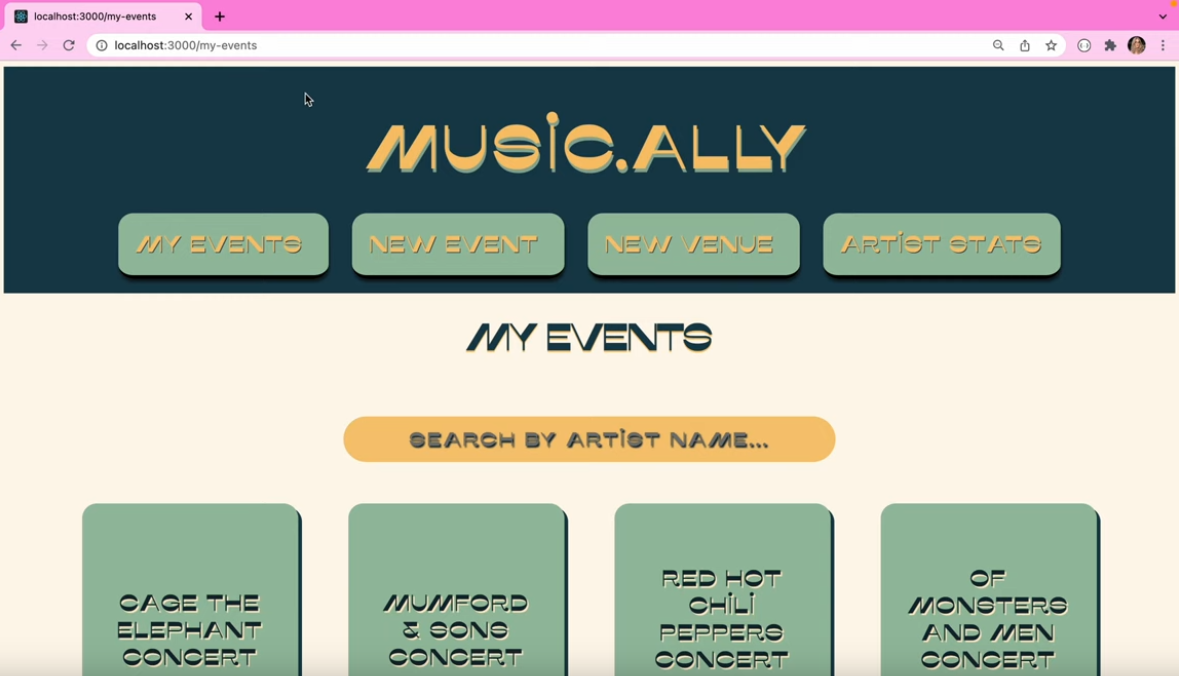 localhost:3000/my-events
localhost:3000/my-events
MUSIC.ALLY
MY EVENTS
NEW EVENT
NEW VENUE
ARTIST STATS
MY EVENTS
SEARCH BY ARTIST NAME...
CAGE THE
ELEPHANT
CONCERT
MUMFORD
& SONS
CONCERT
RED HOT
CHILI
PEPPERS
CONCERT
OF
MONSTERS
AND MEN
CONCERT